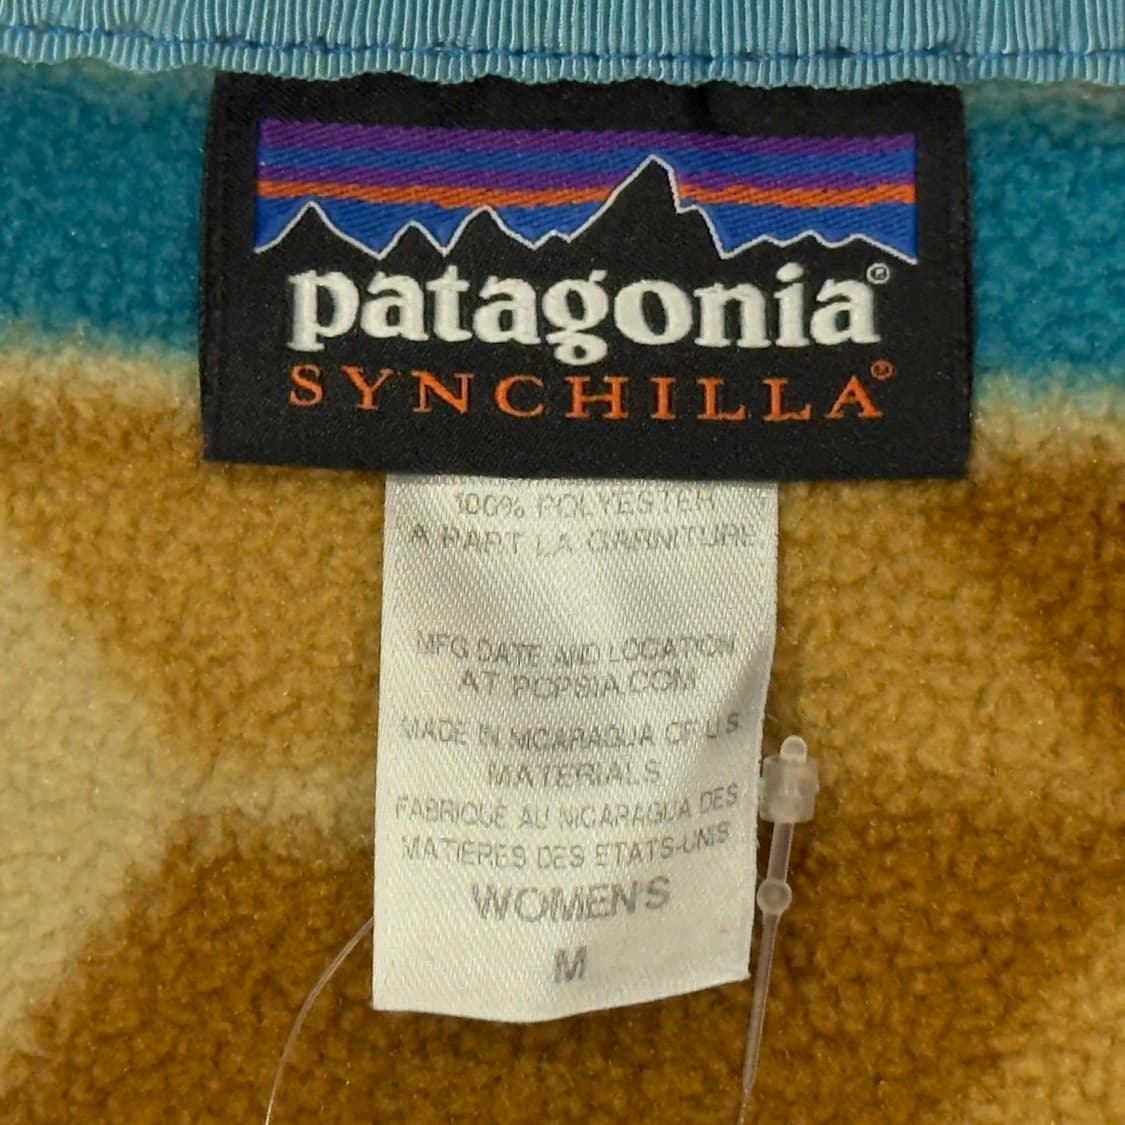 patagonia®
SYNCHILLA®
100% POLYESTER
A PART LA GARNITURE
MFG DATE AND LOCATION
AT POPSIA.COM
MADE IN NICARAGUA OF U.S.
MATERIALS
FABRIQUE AU NICARAGUA DES
MATIERES DES ETATS-UNIS
WOMEN'S
M